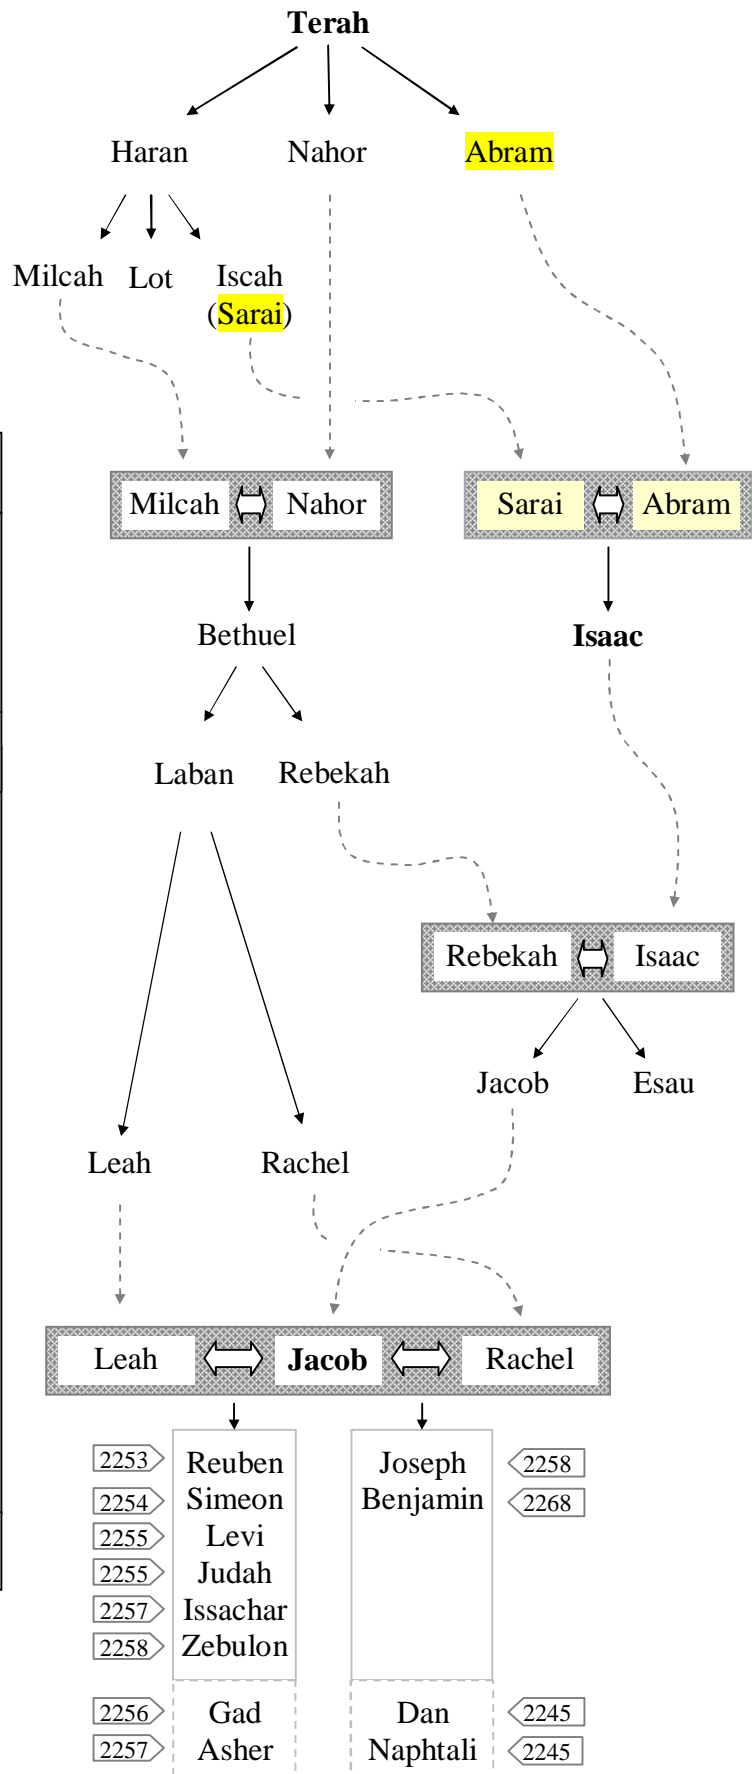 Terah
Haran Nahor Abram
Milcah Lot Iscah
(Sarai)
Milcah Nahor Sarai Abram
Bethuel Isaac
Laban Rebekah
Rebekah Isaac
Jacob Esau
Leah Rachel
Leah Jacob Rachel
2253 Reuben Joseph 2258
2254 Simeon Benjamin 2268
2255 Levi
2255 Judah
2257 Issachar
2258 Zebulon
2256 Gad Dan 2245
2257 Asher Naphtali 2245